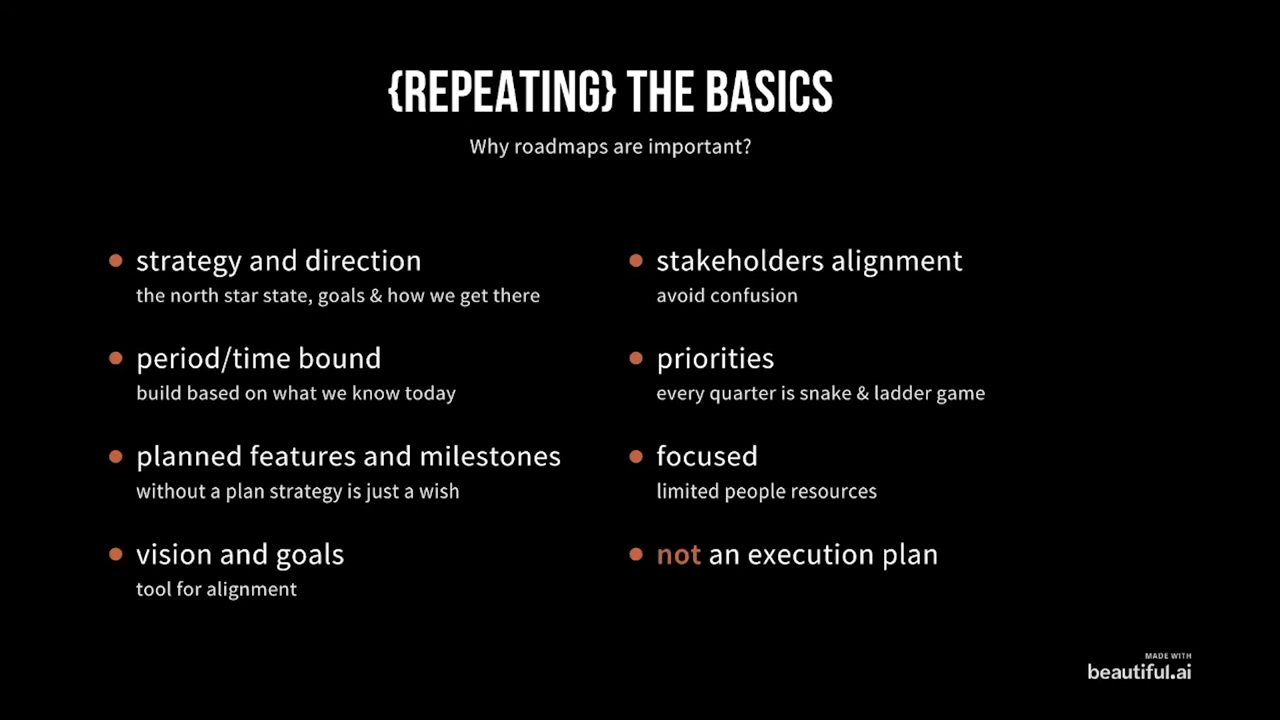 {REPEATING} THE BASICS
Why roadmaps are important?
strategy and direction
the north star state, goals & how we get there
period/time bound
build based on what we know today
planned features and milestones
without a plan strategy is just a wish
vision and goals
tool for alignment
stakeholders alignment
avoid confusion
priorities
every quarter is snake & ladder game
focused
limited people resources
not an execution plan
MADE WITH
beautiful.ai